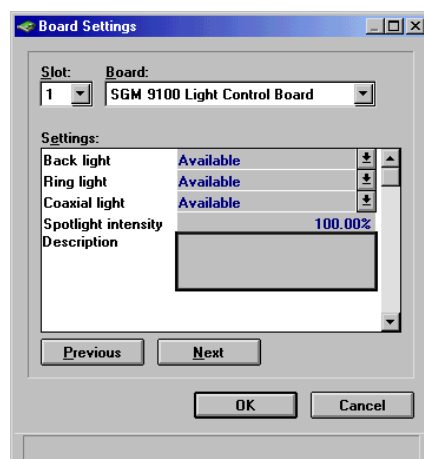 Board Settings
Slot: Board:
1 SGM 9100 Light Control Board
Settings:
Back light Available
Ring light Available
Coaxial light Available
Spotlight intensity 100.00%
Description
Previous Next
OK Cancel